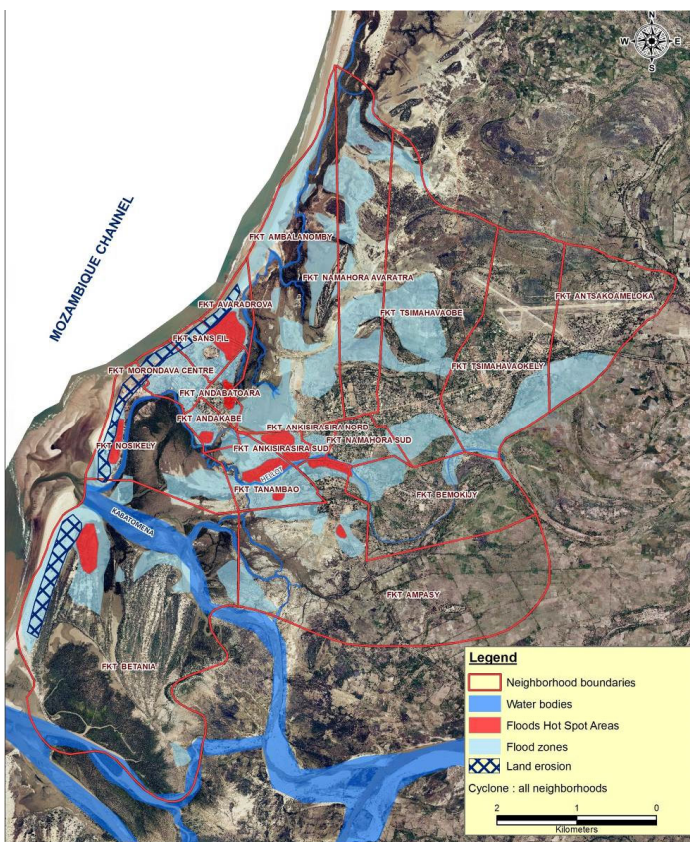 N
W E
S
MOZAMBIQUE CHANNEL
FKT AMBALANOMBY
FKT NAMAHORA AVARATRA
FKT ANTSAKOAMELOKA
FKT AVARADROVA
FKT TSIMAHAVAOBE
FKT SANS FIL
FKT MORONDAVA CENTRE
FKT TSIMAHAVAOKELY
FKT ANDABATOARA
FKT ANDAKABE
FKT ANKISIRASIRA NORD
FKT NOSIKELY
FKT ANKISIRASIRA SUD
FKT NAMAHORA SUD
HELLOT
FKT TANAMBAO
FKT BEMOKIJY
KABATOMENA
FKT AMPASY
FKT BETANIA
Legend
Neighborhood boundaries
Water bodies
Floods Hot Spot Areas
Flood zones
Land erosion
Cyclone : all neighborhoods
2 1 0
Kilometers